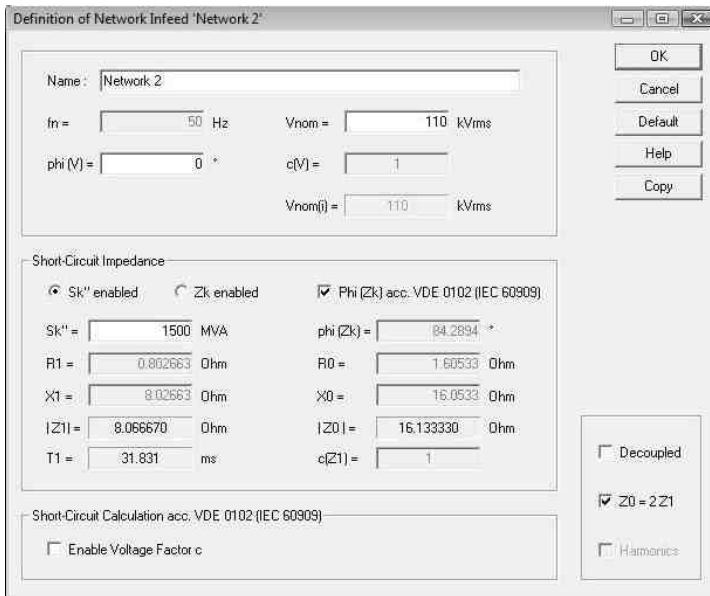 Definition of Network Infeed 'Network 2'
Name : Network 2
fn = 50 Hz
Vnom = 110 kVrms
phi (V) = 0 °
c(V) = 1
Vnom(i) = 110 kVrms
OK
Cancel
Default
Help
Copy
Short-Circuit Impedance
Sk'' enabled
Zk enabled
Phi (Zk) acc. VDE 0102 (IEC 60909)
Sk'' = 1500 MVA
phi (Zk) = 84.2894 °
R1 = 0.802663 Ohm
R0 = 1.60533 Ohm
X1 = 8.02663 Ohm
X0 = 16.0533 Ohm
|Z1| = 8.066670 Ohm
|Z0| = 16.133330 Ohm
T1 = 31.831 ms
c(Z1) = 1
Decoupled
Z0 = 2 Z1
Harmonics
Short-Circuit Calculation acc. VDE 0102 (IEC 60909)
Enable Voltage Factor c